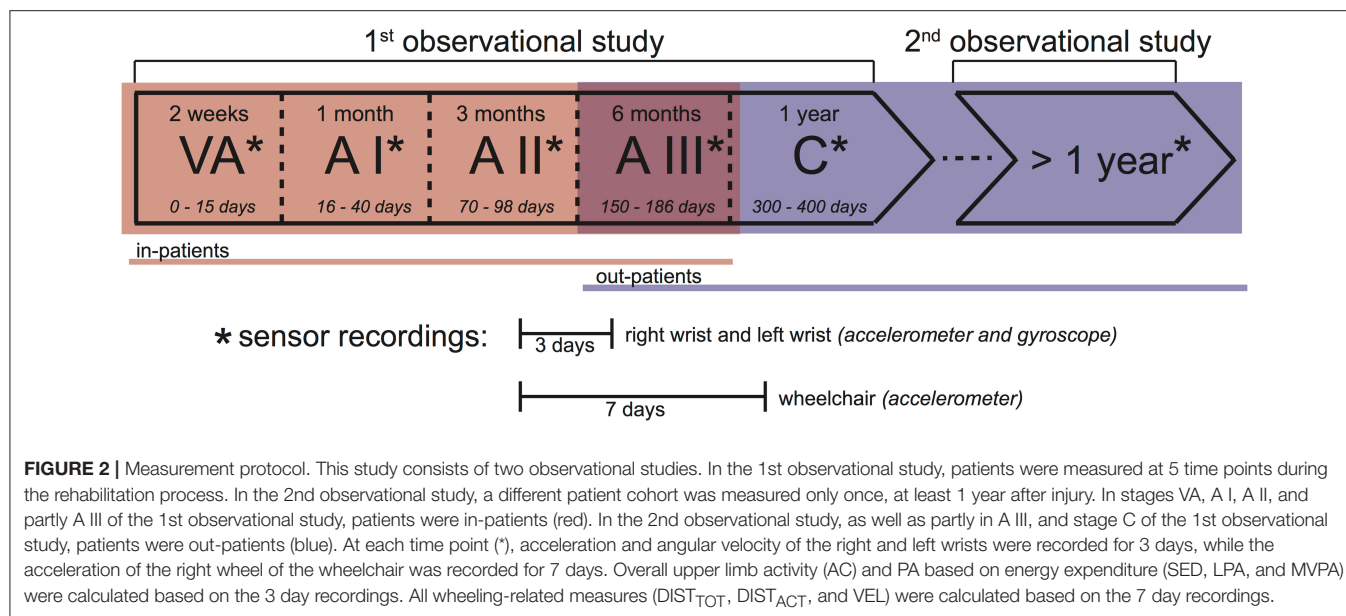 1st observational study
2nd observational study
2 weeks
1 month
3 months
6 months
1 year
VA*
A I*
A II*
A III*
C*
> 1 year*
0 - 15 days
16 - 40 days
70 - 98 days
150 - 186 days
300 - 400 days
in-patients
out-patients
* sensor recordings:
3 days
right wrist and left wrist (accelerometer and gyroscope)
7 days
wheelchair (accelerometer)
FIGURE 2 | Measurement protocol. This study consists of two observational studies. In the 1st observational study, patients were measured at 5 time points during
the rehabilitation process. In the 2nd observational study, a different patient cohort was measured only once, at least 1 year after injury. In stages VA, A I, A II, and
partly A III of the 1st observational study, patients were in-patients (red). In the 2nd observational study, as well as partly in A III, and stage C of the 1st observational
study, patients were out-patients (blue). At each time point (*), acceleration and angular velocity of the right and left wrists were recorded for 3 days, while the
acceleration of the right wheel of the wheelchair was recorded for 7 days. Overall upper limb activity (AC) and PA based on energy expenditure (SED, LPA, and MVPA)
were calculated based on the 3 day recordings. All wheeling-related measures (DISTTOT, DISTACT, and VEL) were calculated based on the 7 day recordings.